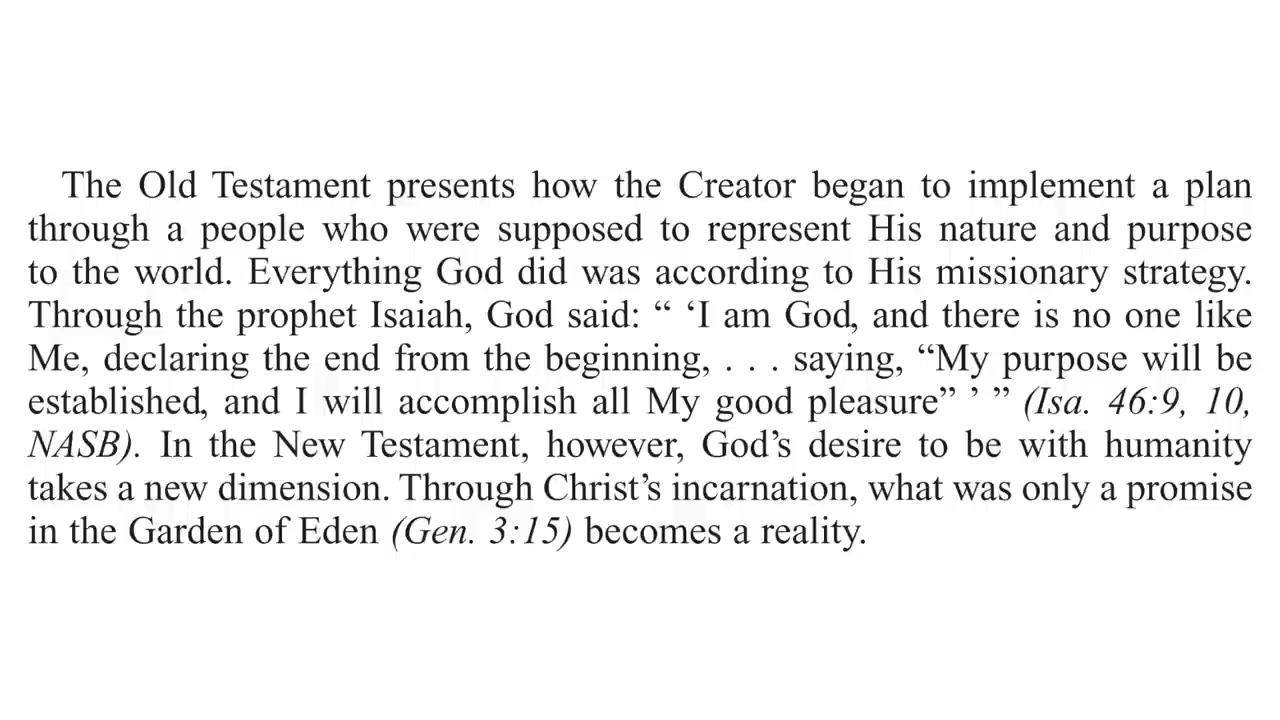 The Old Testament presents how the Creator began to implement a plan
through a people who were supposed to represent His nature and purpose
to the world. Everything God did was according to His missionary strategy.
Through the prophet Isaiah, God said: “ ‘I am God, and there is no one like
Me, declaring the end from the beginning, . . . saying, “My purpose will be
established, and I will accomplish all My good pleasure” ’ ” (Isa. 46:9, 10,
NASB). In the New Testament, however, God’s desire to be with humanity
takes a new dimension. Through Christ’s incarnation, what was only a promise
in the Garden of Eden (Gen. 3:15) becomes a reality.